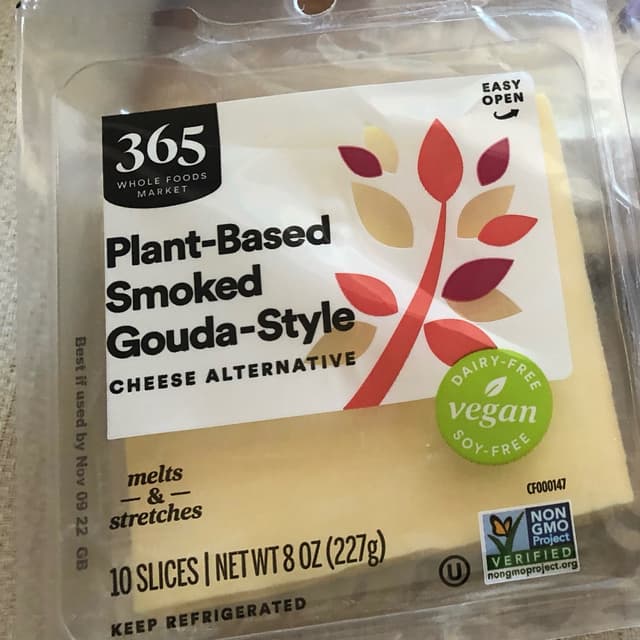 EASY
OPEN
365
WHOLE FOODS
MARKET
Plant-Based
Smoked
Gouda-Style
CHEESE ALTERNATIVE
DAIRY-FREE
vegan
SOY-FREE
Best if used by Nov 09 22 GB
melts
&
stretches
CF000147
10 SLICES | NET WT 8 OZ (227g)
KEEP REFRIGERATED
U
NON
GMO
Project
VERIFIED
nongmoproject.org